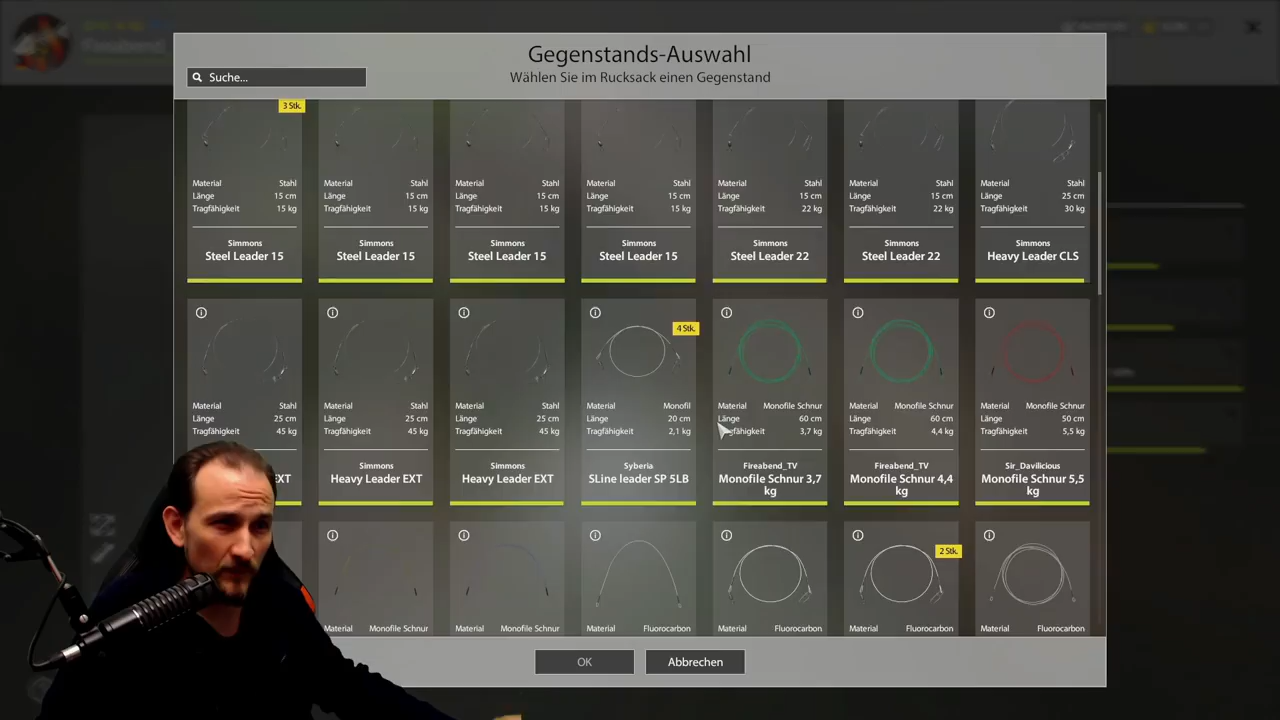 Gegenstands-Auswahl
Wählen Sie im Rucksack einen Gegenstand
Suche...
3 Stk.
Material Stahl
Länge 15 cm
Tragfähigkeit 15 kg
Simmons
Steel Leader 15
Material Stahl
Länge 15 cm
Tragfähigkeit 15 kg
Simmons
Steel Leader 15
Material Stahl
Länge 15 cm
Tragfähigkeit 15 kg
Simmons
Steel Leader 15
Material Stahl
Länge 15 cm
Tragfähigkeit 15 kg
Simmons
Steel Leader 15
Material Stahl
Länge 15 cm
Tragfähigkeit 22 kg
Simmons
Steel Leader 22
Material Stahl
Länge 15 cm
Tragfähigkeit 22 kg
Simmons
Steel Leader 22
Material Stahl
Länge 25 cm
Tragfähigkeit 30 kg
Simmons
Heavy Leader CLS
Material Stahl
Länge 25 cm
Tragfähigkeit 45 kg
EXT
Material Stahl
Länge 25 cm
Tragfähigkeit 45 kg
Simmons
Heavy Leader EXT
Material Stahl
Länge 25 cm
Tragfähigkeit 45 kg
Simmons
Heavy Leader EXT
4 Stk.
Material Monofil
Länge 20 cm
Tragfähigkeit 2,1 kg
Syberia
SLine leader SP 5LB
Material Monofile Schnur
Länge 60 cm
Tragfähigkeit 3,7 kg
Fireabend_TV
Monofile Schnur 3,7
kg
Material Monofile Schnur
Länge 60 cm
Tragfähigkeit 4,4 kg
Fireabend_TV
Monofile Schnur 4,4
kg
Material Monofile Schnur
Länge 50 cm
Tragfähigkeit 5,5 kg
Sir_Davilicious
Monofile Schnur 5,5
kg
Material Monofile Schnur
Material Monofile Schnur
Material Fluorocarbon
Material Fluorocarbon
2 Stk.
Material Fluorocarbon
Material Fluorocarbon
OK
Abbrechen